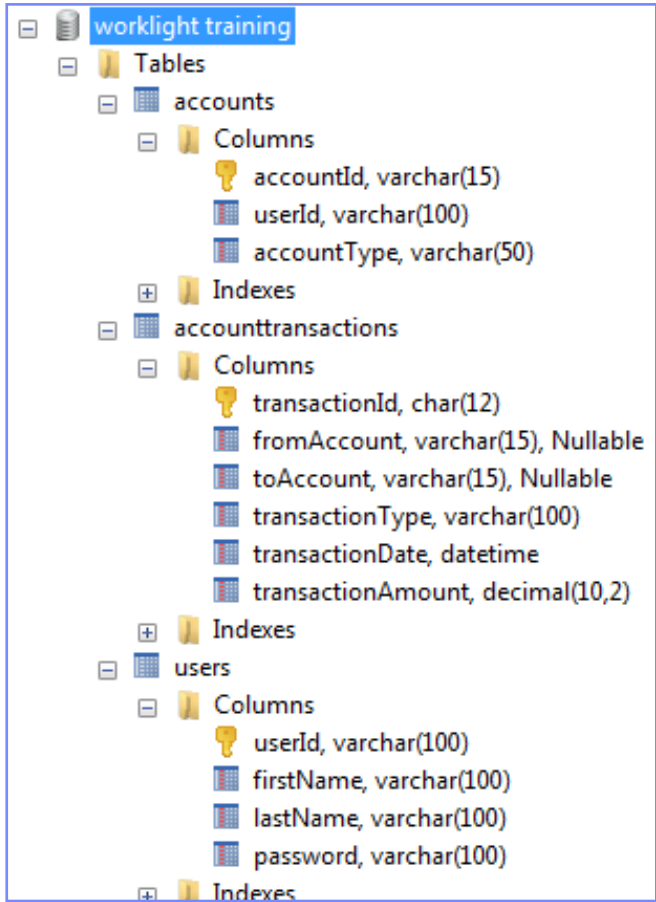 worklight training
Tables
accounts
Columns
accountId, varchar(15)
userId, varchar(100)
accountType, varchar(50)
Indexes
accounttransactions
Columns
transactionId, char(12)
fromAccount, varchar(15), Nullable
toAccount, varchar(15), Nullable
transactionType, varchar(100)
transactionDate, datetime
transactionAmount, decimal(10,2)
Indexes
users
Columns
userId, varchar(100)
firstName, varchar(100)
lastName, varchar(100)
password, varchar(100)
Indexes